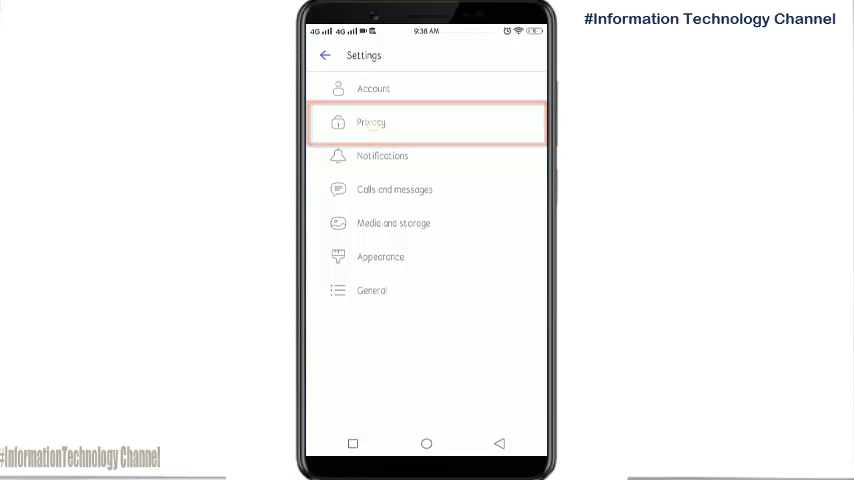 #Information Technology Channel
4G 4G 9:38 AM
Settings
Account
Privacy
Notifications
Calls and messages
Media and storage
Appearance
General
#InformationTechnology Channel